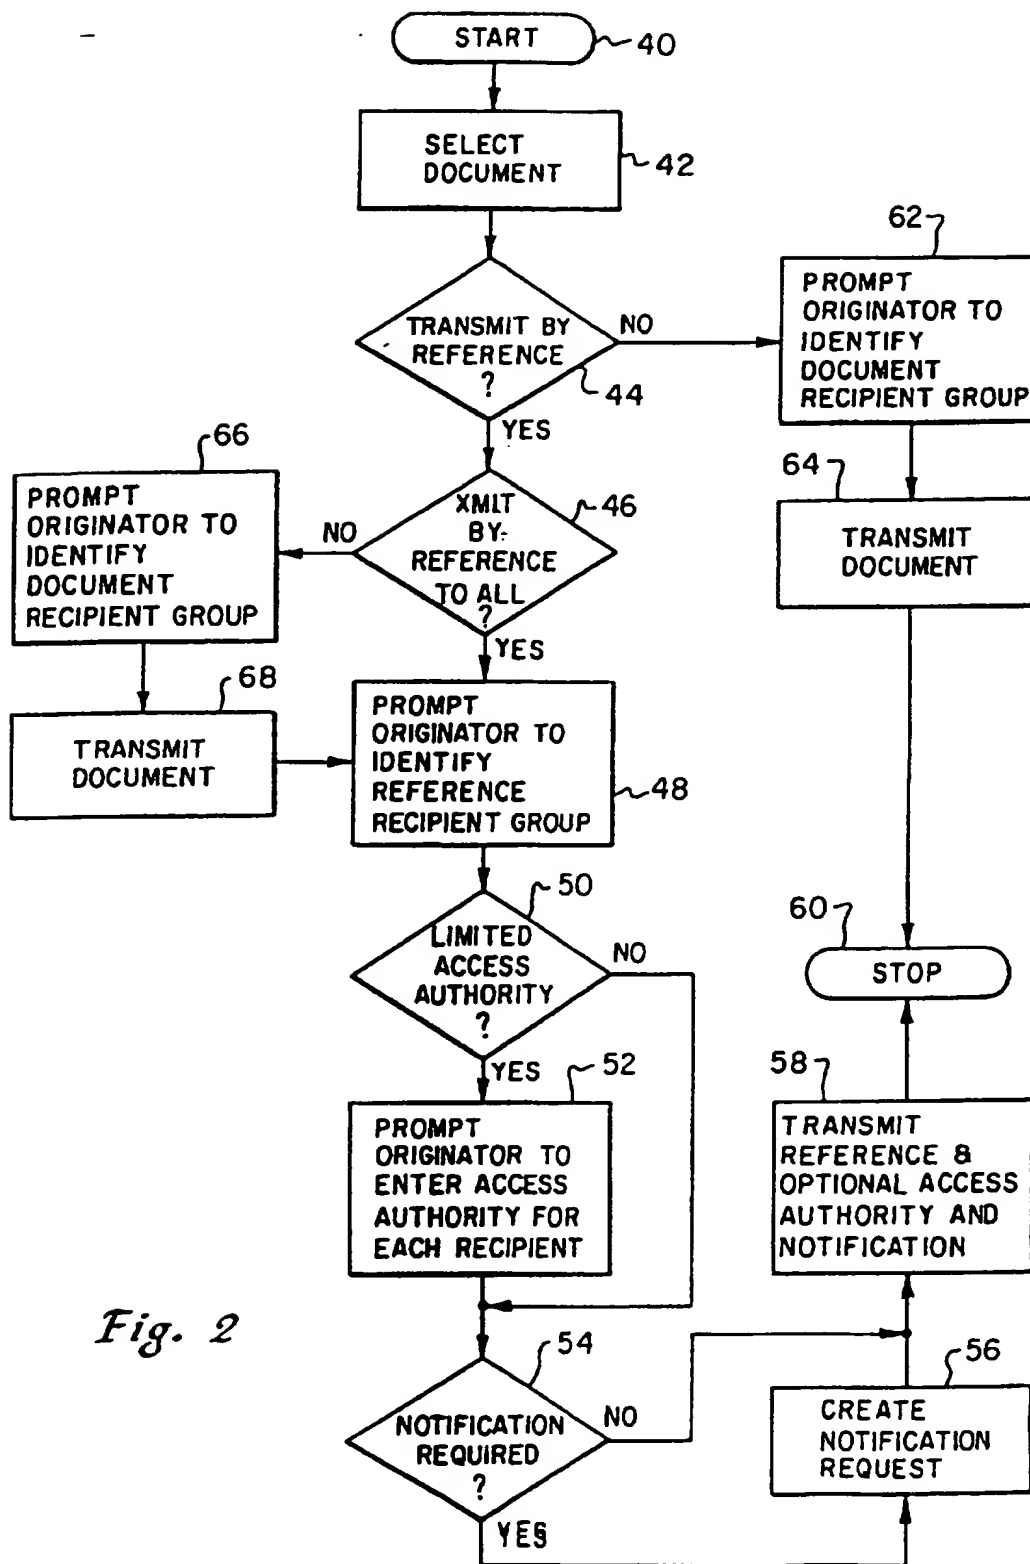 START
40
SELECT
DOCUMENT
42
TRANSMIT BY
REFERENCE
?
44
NO
YES
62
PROMPT
ORIGINATOR TO
IDENTIFY
DOCUMENT
RECIPIENT GROUP
64
TRANSMIT
DOCUMENT
XMIT
BY
REFERENCE
TO ALL
?
46
NO
YES
66
PROMPT
ORIGINATOR TO
IDENTIFY
DOCUMENT
RECIPIENT GROUP
68
TRANSMIT
DOCUMENT
PROMPT
ORIGINATOR TO
IDENTIFY
REFERENCE
RECIPIENT GROUP
48
50
LIMITED
ACCESS
AUTHORITY
?
NO
YES
60
STOP
52
PROMPT
ORIGINATOR TO
ENTER ACCESS
AUTHORITY FOR
EACH RECIPIENT
58
TRANSMIT
REFERENCE &
OPTIONAL ACCESS
AUTHORITY AND
NOTIFICATION
Fig. 2
54
NOTIFICATION
REQUIRED
?
NO
YES
56
CREATE
NOTIFICATION
REQUEST